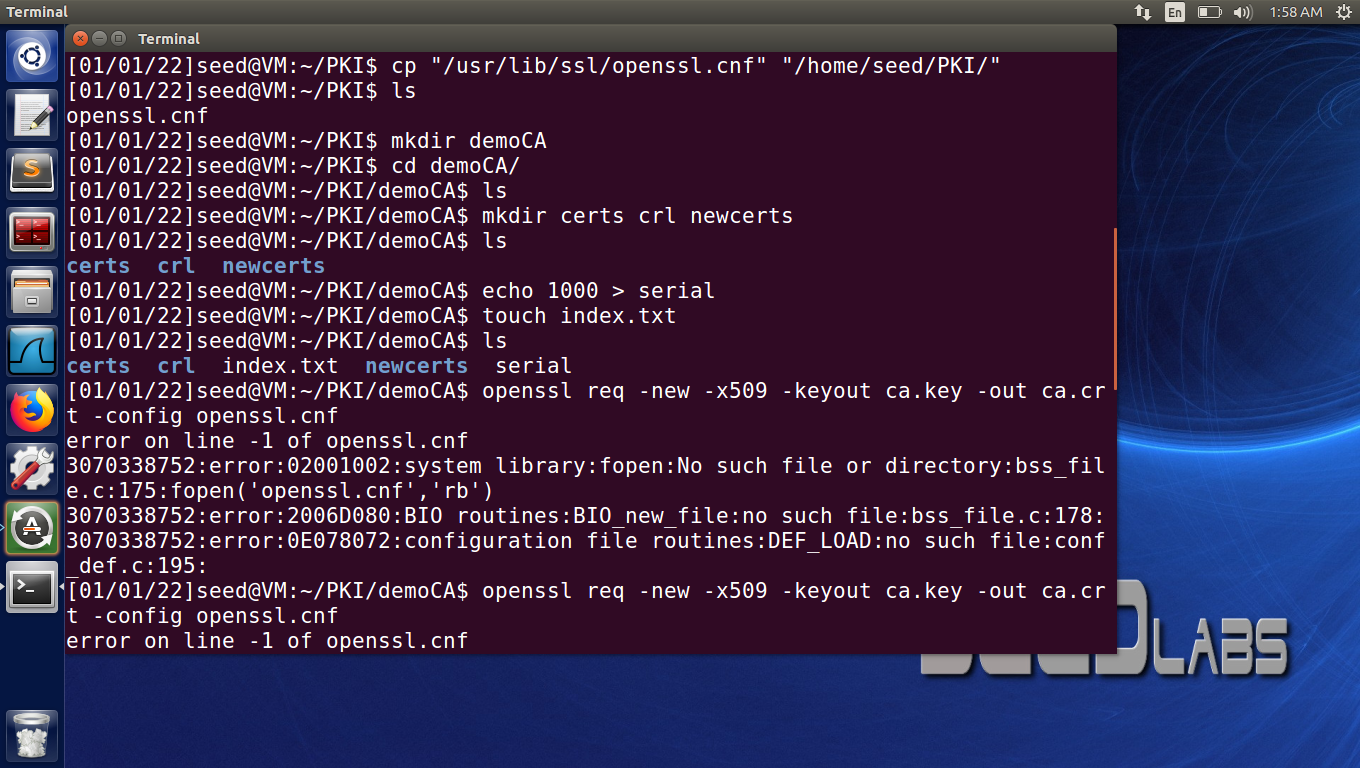 Terminal
En
1:58 AM
Terminal
[01/01/22]seed@VM:~/PKI$ cp "/usr/lib/ssl/openssl.cnf" "/home/seed/PKI/"
[01/01/22]seed@VM:~/PKI$ ls
openssl.cnf
[01/01/22]seed@VM:~/PKI$ mkdir demoCA
[01/01/22]seed@VM:~/PKI$ cd demoCA/
[01/01/22]seed@VM:~/PKI/demoCA$ ls
[01/01/22]seed@VM:~/PKI/demoCA$ mkdir certs crl newcerts
[01/01/22]seed@VM:~/PKI/demoCA$ ls
certs  crl  newcerts
[01/01/22]seed@VM:~/PKI/demoCA$ echo 1000 > serial
[01/01/22]seed@VM:~/PKI/demoCA$ touch index.txt
[01/01/22]seed@VM:~/PKI/demoCA$ ls
certs  crl  index.txt  newcerts  serial
[01/01/22]seed@VM:~/PKI/demoCA$ openssl req -new -x509 -keyout ca.key -out ca.cr
t -config openssl.cnf
error on line -1 of openssl.cnf
3070338752:error:02001002:system library:fopen:No such file or directory:bss_fil
e.c:175:fopen('openssl.cnf','rb')
3070338752:error:2006D080:BIO routines:BIO_new_file:no such file:bss_file.c:178:
3070338752:error:0E078072:configuration file routines:DEF_LOAD:no such file:conf
_def.c:195:
[01/01/22]seed@VM:~/PKI/demoCA$ openssl req -new -x509 -keyout ca.key -out ca.cr
t -config openssl.cnf
error on line -1 of openssl.cnf
LABS